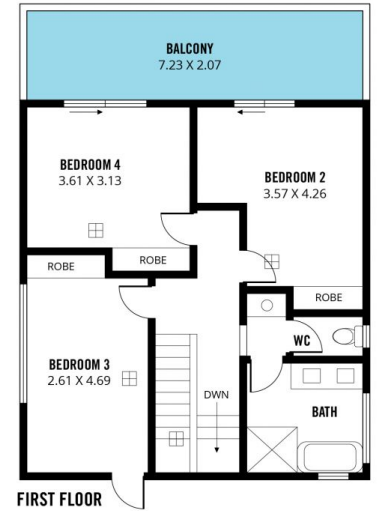 BALCONY
7.23 X 2.07
BEDROOM 4
3.61 X 3.13
BEDROOM 2
3.57 X 4.26
ROBE
ROBE
ROBE
WC
BEDROOM 3
2.61 X 4.69
DWN
BATH
FIRST FLOOR